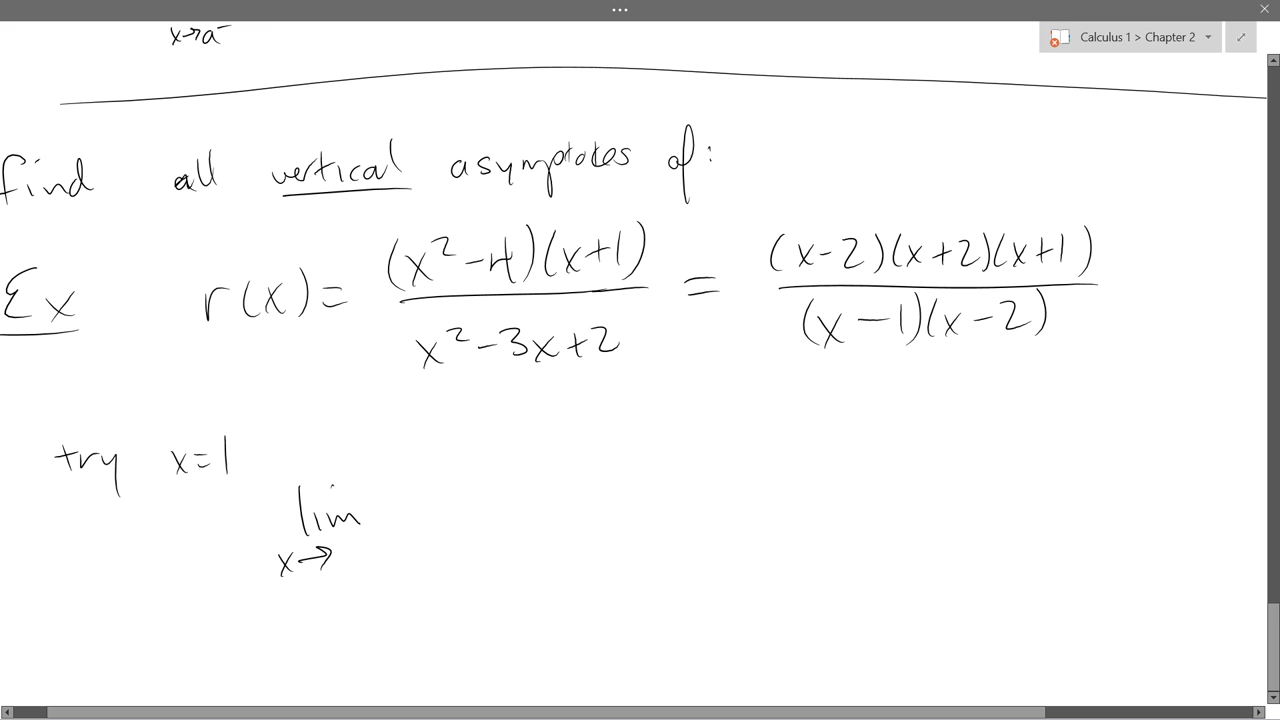 x→a⁻
Calculus 1 > Chapter 2
find all vertical asymptotes of:
Ex r(x) = (x²-4)(x+1) / x²-3x+2 = (x-2)(x+2)(x+1) / (x-1)(x-2)
try x=1
lim
x→